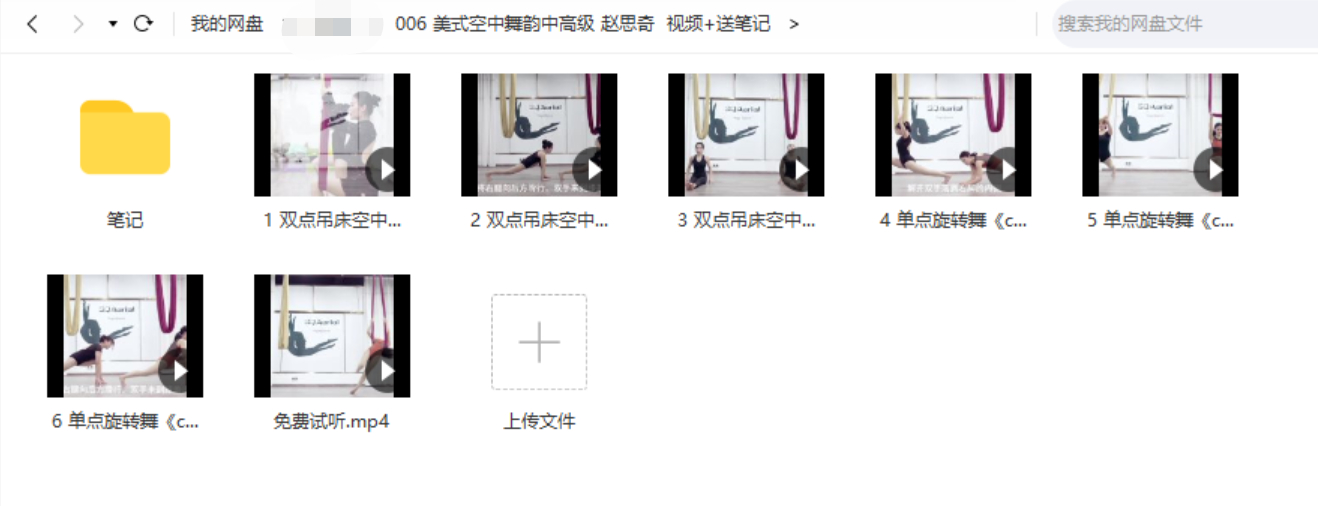 我的网盘 006 美式空中舞韵中高级 赵思奇 视频+送笔记 >
搜索我的网盘文件
笔记
1 双点吊床空中...
2 双点吊床空中...
3 双点吊床空中...
4 单点旋转舞《c...
5 单点旋转舞《c...
6 单点旋转舞《c...
免费试听.mp4
上传文件